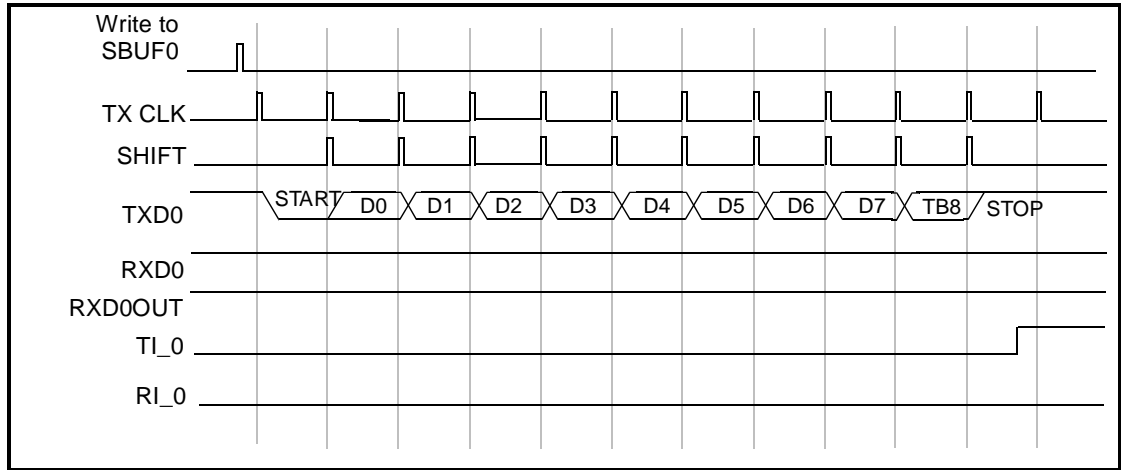 Write to
SBUF0
TX CLK
SHIFT
TXD0 START D0 D1 D2 D3 D4 D5 D6 D7 TB8 STOP
RXD0
RXD0OUT
TI_0
RI_0